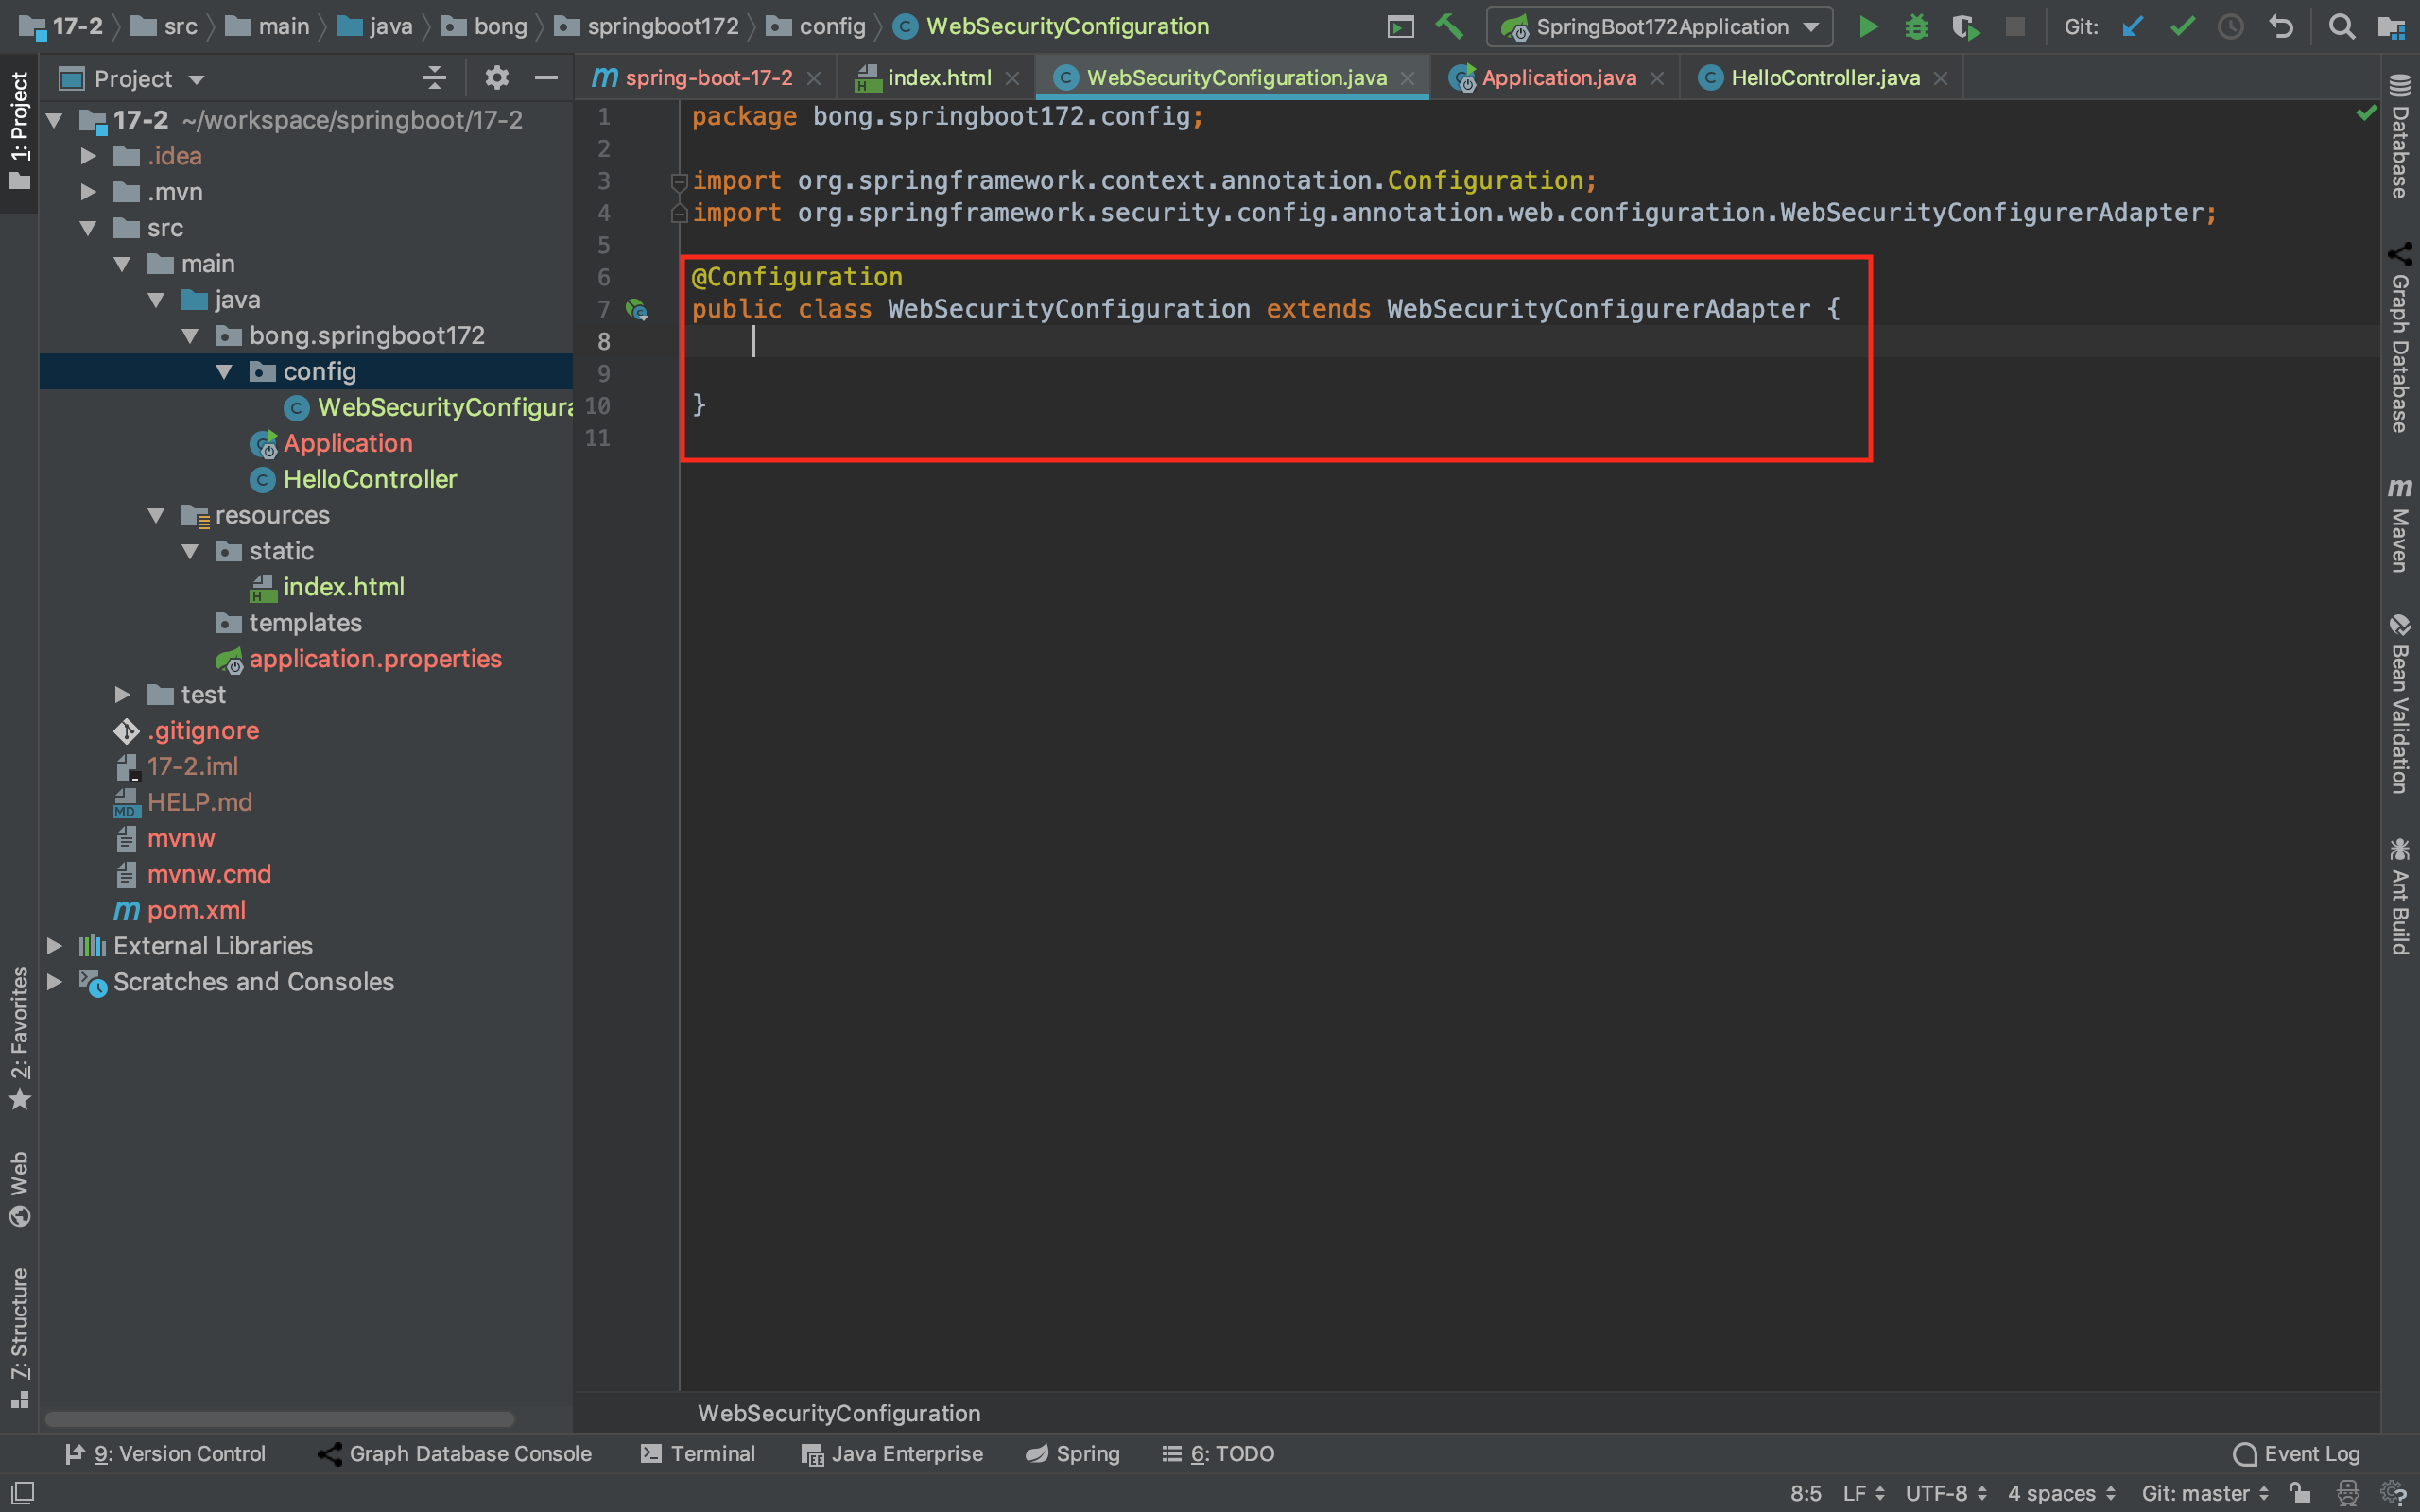 17-2 src main java bong springboot172 config WebSecurityConfiguration SpringBoot172Application Git:
Project
spring-boot-17-2 index.html WebSecurityConfiguration.java Application.java HelloController.java
17-2 ~/workspace/springboot/17-2
.idea
.mvn
src
main
java
bong.springboot172
config
WebSecurityConfigura
Application
HelloController
resources
static
index.html
templates
application.properties
test
.gitignore
17-2.iml
HELP.md
mvnw
mvnw.cmd
pom.xml
External Libraries
Scratches and Consoles
1 package bong.springboot172.config;
2
3 import org.springframework.context.annotation.Configuration;
4 import org.springframework.security.config.annotation.web.configuration.WebSecurityConfigurerAdapter;
5
6 @Configuration
7 public class WebSecurityConfiguration extends WebSecurityConfigurerAdapter {
8
9
10 }
11
WebSecurityConfiguration
1: Project
2: Favorites
Web
7: Structure
Database
Graph Database
Maven
Bean Validation
Ant Build
9: Version Control Graph Database Console Terminal Java Enterprise Spring 6: TODO Event Log
8:5 LF UTF-8 4 spaces Git: master